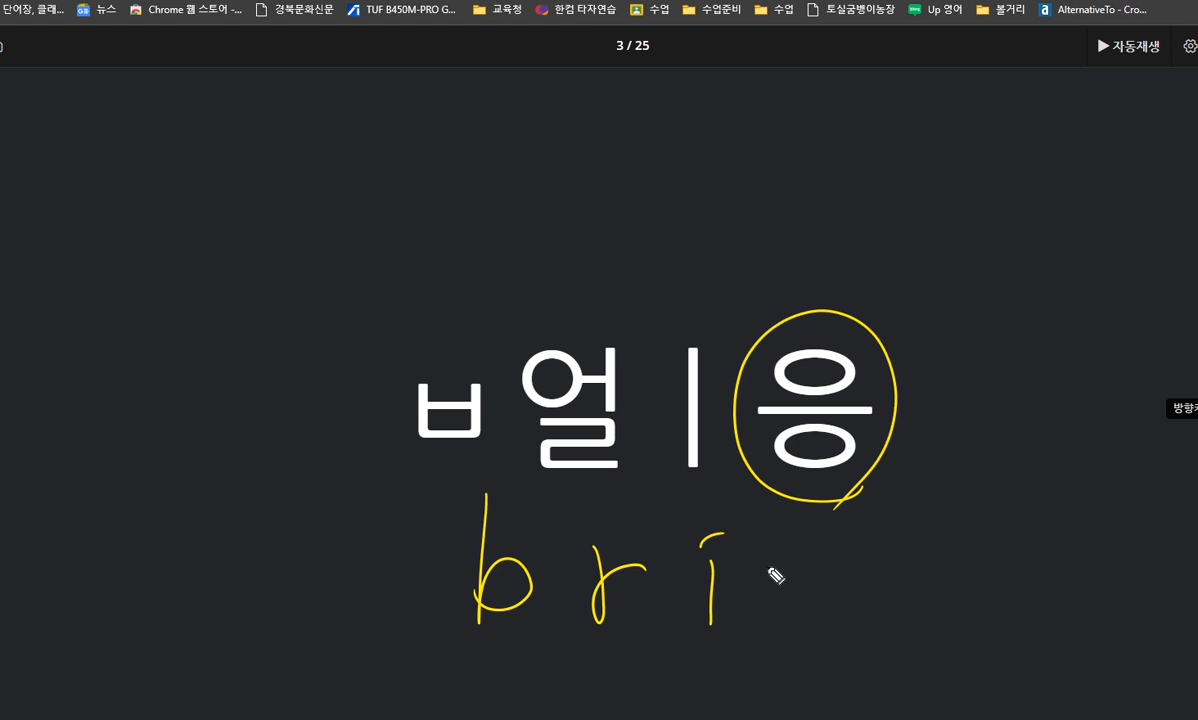 단어장, 클래... 뉴스 Chrome 웹 스토어 -... 경북문화신문 TUF B450M-PRO G... 교육청 한컴 타자연습 수업 수업준비 수업 토실굼벵이농장 Up 영어 볼거리 AlternativeTo - Cro...
3 / 25 ▶ 자동재생
ㅂ 얼 ㅣ 응
방향키
b r i